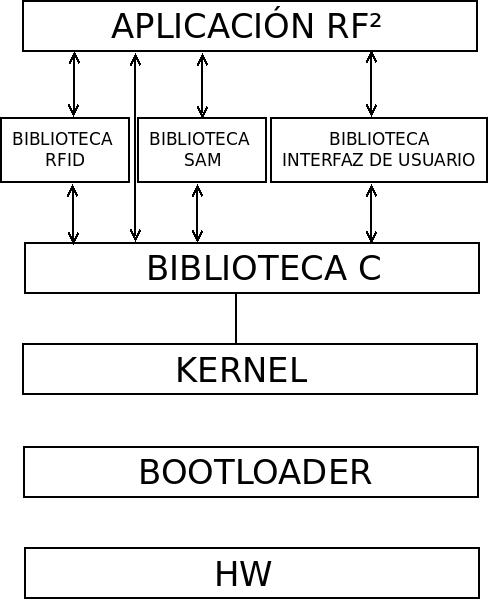 APLICACIÓN RF²
BIBLIOTECA
RFID
BIBLIOTECA
SAM
BIBLIOTECA
INTERFAZ DE USUARIO
BIBLIOTECA C
KERNEL
BOOTLOADER
HW